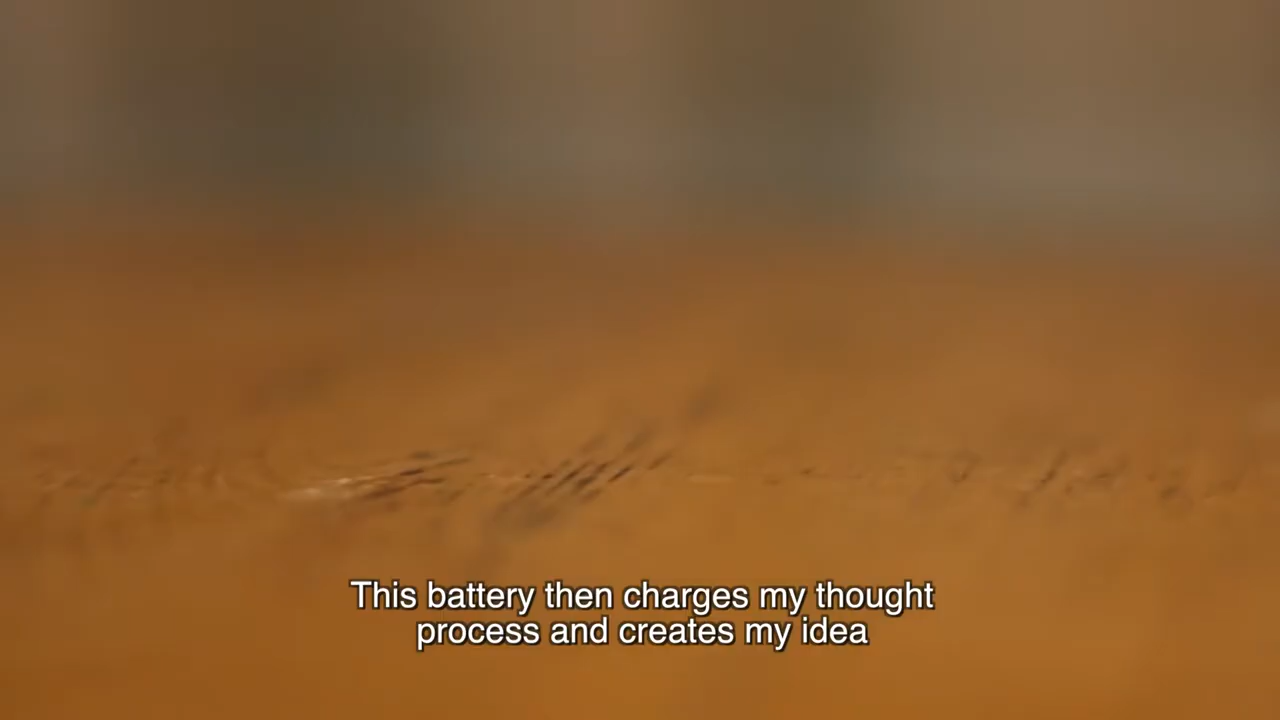 This battery then charges my thought
process and creates my idea